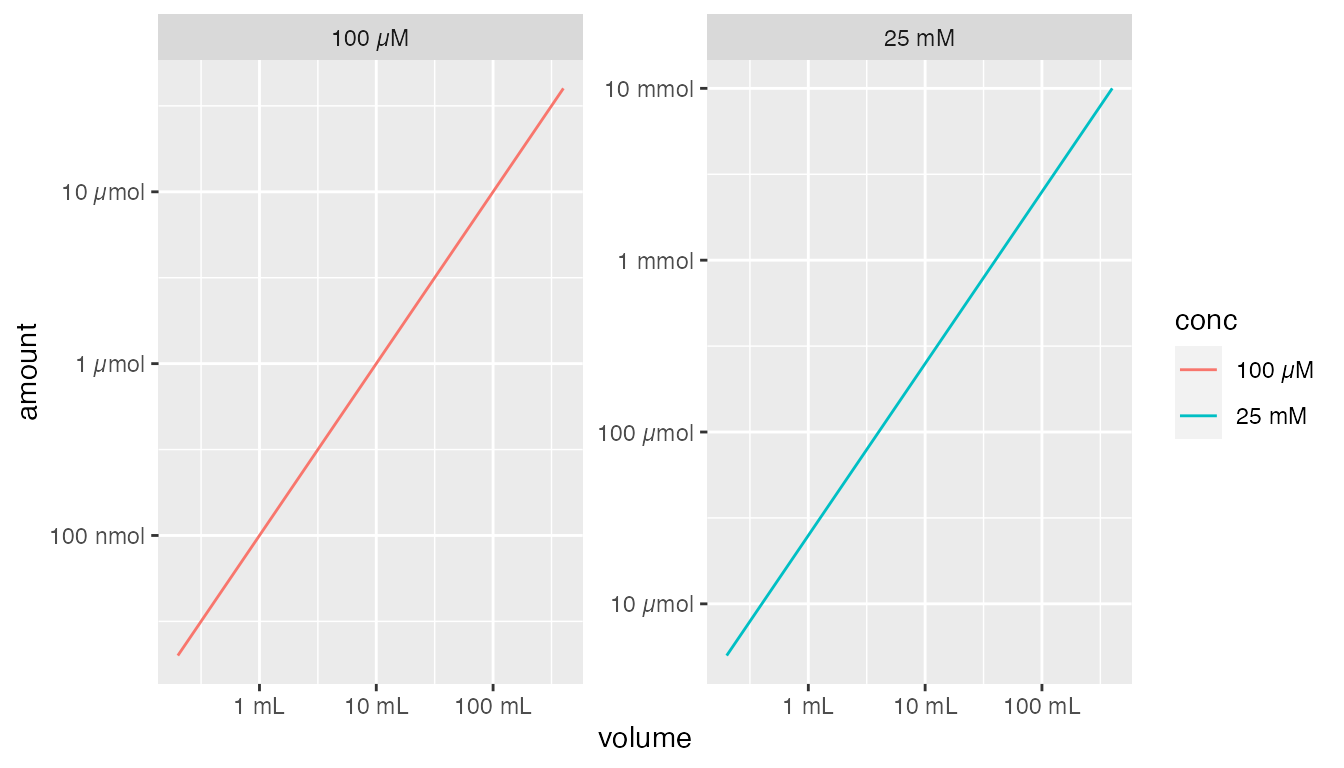 100 µM
25 mM
amount
10 µmol
1 µmol
100 nmol
10 mmol
1 mmol
100 µmol
10 µmol
1 mL
10 mL
100 mL
1 mL
10 mL
100 mL
volume
conc
100 µM
25 mM